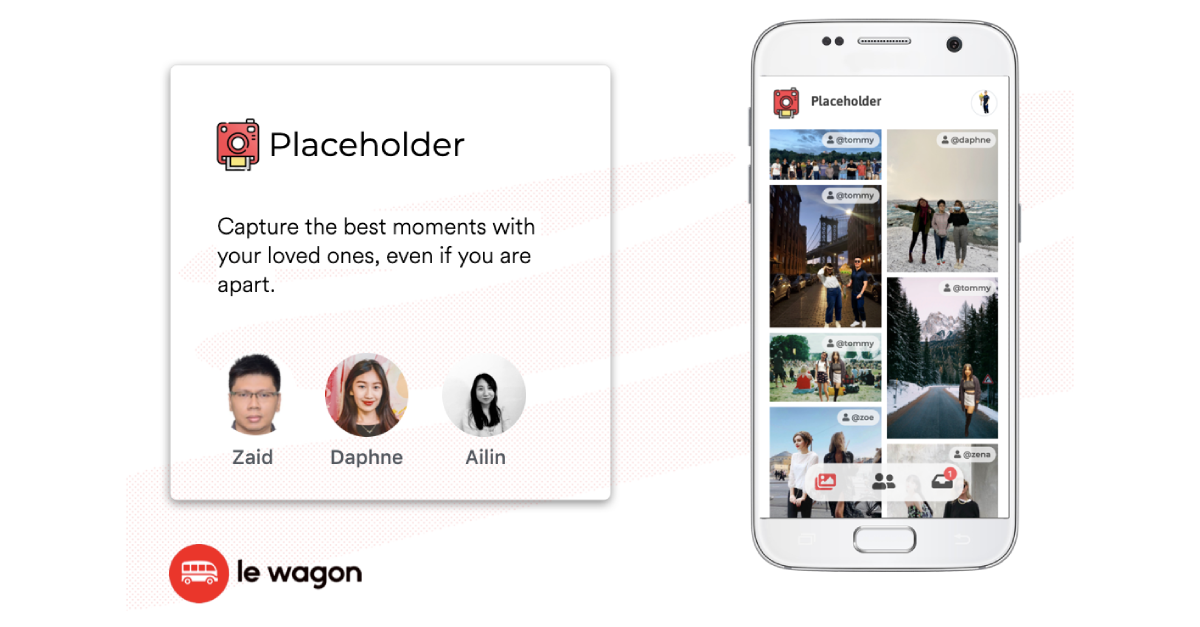 Placeholder
Capture the best moments with
your loved ones, even if you are
apart.
Zaid Daphne Ailin
le wagon
Placeholder
@tommy
@daphne
@tommy
@tommy
@tommy
@zoe
@zena
1